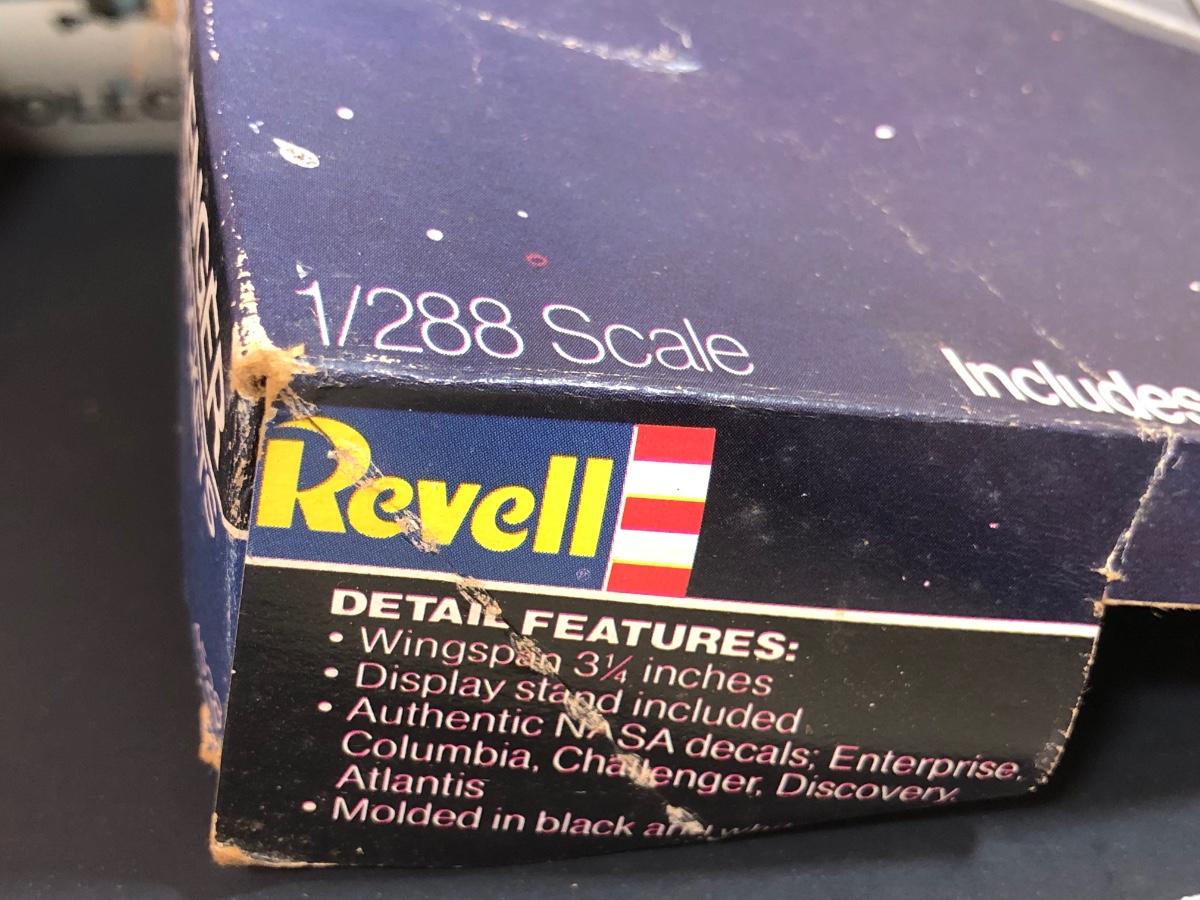 1/288 Scale
Includes
Revell
®
DETAIL FEATURES:
• Wingspan 3¼ inches
• Display stand included
• Authentic NASA decals; Enterprise,
Columbia, Challenger, Discovery,
Atlantis
• Molded in black and